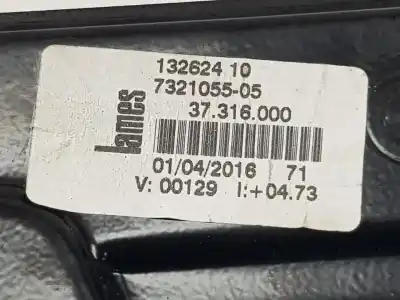 132624 10
7321055-05
37.316.000
lames
01/04/2016 71
V: 00129 I:+04.73